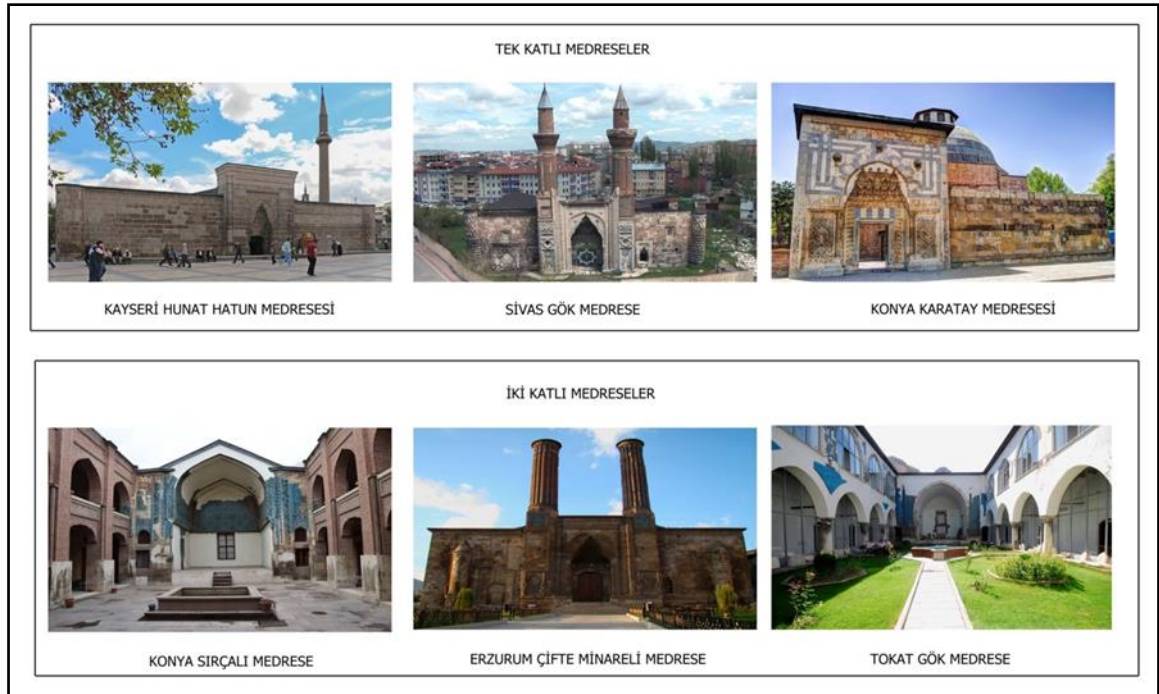 TEK KATLI MEDRESELER
KAYSERİ HUNAT HATUN MEDRESESİ
SİVAS GÖK MEDRESE
KONYA KARATAY MEDRESESİ
İKİ KATLI MEDRESELER
KONYA SIRÇALI MEDRESE
ERZURUM ÇİFTE MİNARELİ MEDRESE
TOKAT GÖK MEDRESE